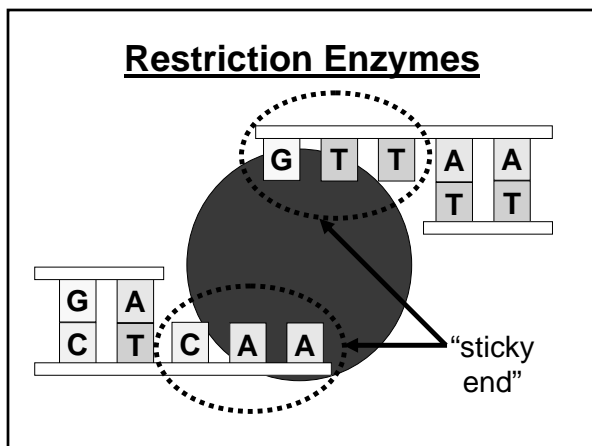 Restriction Enzymes
G T T A A
T T
G A
C T C A A
“sticky
end”